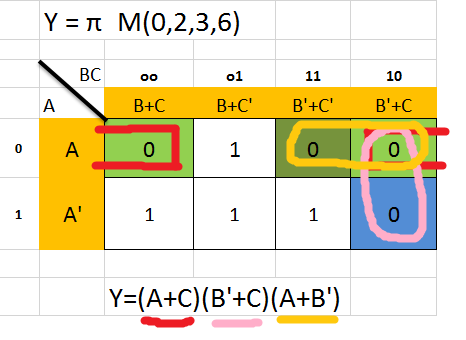 Y = π M(0,2,3,6)
BC oo o1 11 10
A B+C B+C' B'+C' B'+C
0 A 0 1 0 0
1 A' 1 1 1 0
Y=(A+C)(B'+C)(A+B')